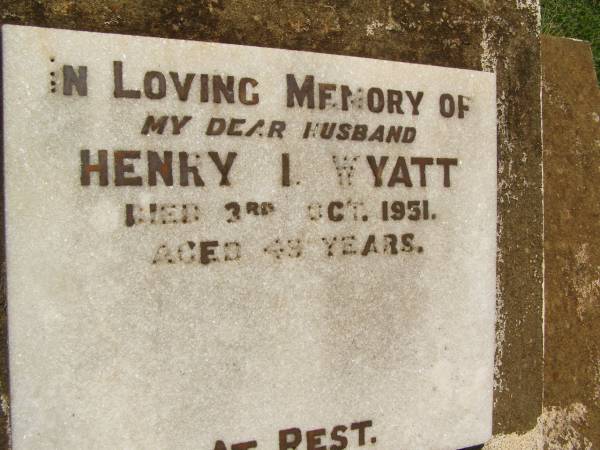 IN LOVING MEMORY OF
MY DEAR HUSBAND
HENRY WYATT
DIED 3RD OCT. 1951.
AGED YEARS.
AT REST.